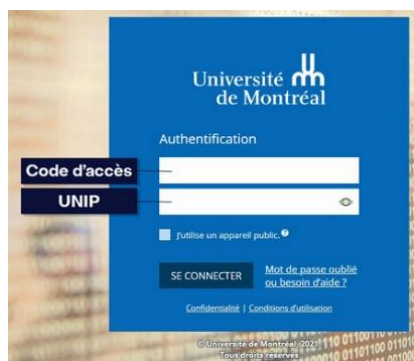 Université
de Montréal
Authentification
Code d'accès
UNIP
J'utilise un appareil public.
SE CONNECTER
Mot de passe oublié
ou besoin d'aide ?
Confidentialité | Conditions d'utilisation
© Université de Montréal, 2021
Tous droits réservés